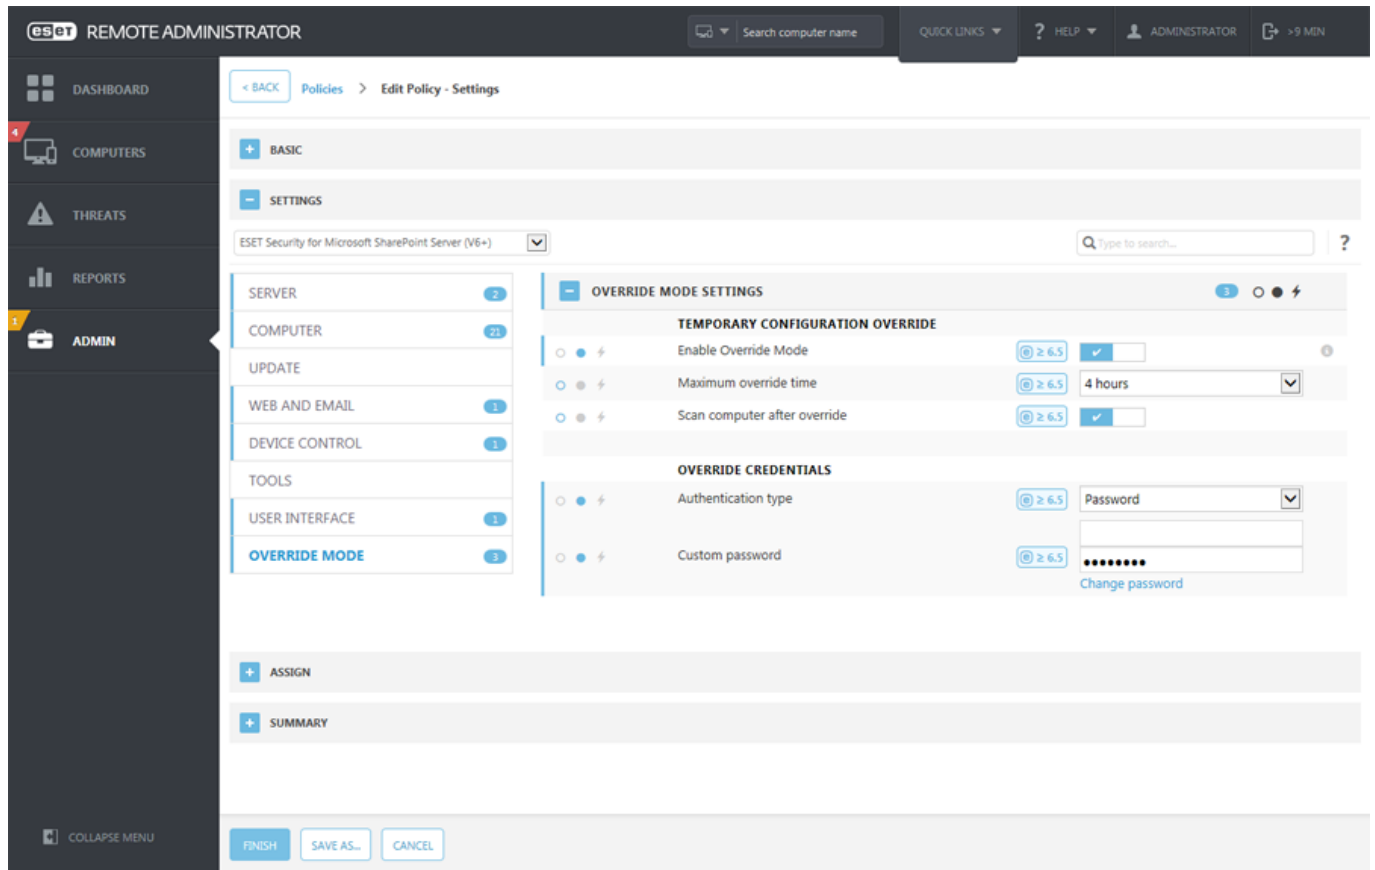 eseT REMOTE ADMINISTRATOR
Search computer name
QUICK LINKS
? HELP
ADMINISTRATOR
>9 MIN
DASHBOARD
4
COMPUTERS
THREATS
REPORTS
1
ADMIN
COLLAPSE MENU
< BACK Policies > Edit Policy - Settings
+ BASIC
- SETTINGS
ESET Security for Microsoft SharePoint Server (V6+)
Type to search...
?
SERVER 2
COMPUTER 21
UPDATE
WEB AND EMAIL 1
DEVICE CONTROL 1
TOOLS
USER INTERFACE 1
OVERRIDE MODE 3
- OVERRIDE MODE SETTINGS 3
TEMPORARY CONFIGURATION OVERRIDE
Enable Override Mode e ≥ 6.5
Maximum override time e ≥ 6.5 4 hours
Scan computer after override e ≥ 6.5
OVERRIDE CREDENTIALS
Authentication type e ≥ 6.5 Password
Custom password e ≥ 6.5 ••••••••
Change password
+ ASSIGN
+ SUMMARY
FINISH SAVE AS... CANCEL